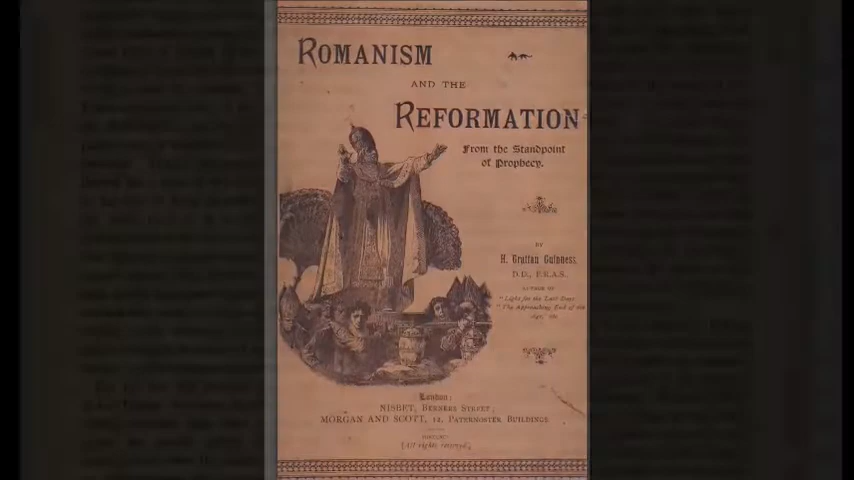 ROMANISM
AND THE
REFORMATION
From the Standpoint
of Prophecy.
BY
H. Grattan Guinness,
D.D., F.R.A.S.
AUTHOR OF
"Light for the Last Days,"
"The Approaching End of the
Age," etc.
London:
NISBET, BERNERS STREET,
MORGAN AND SCOTT, 12, PATERNOSTER BUILDINGS
[All rights reserved.]